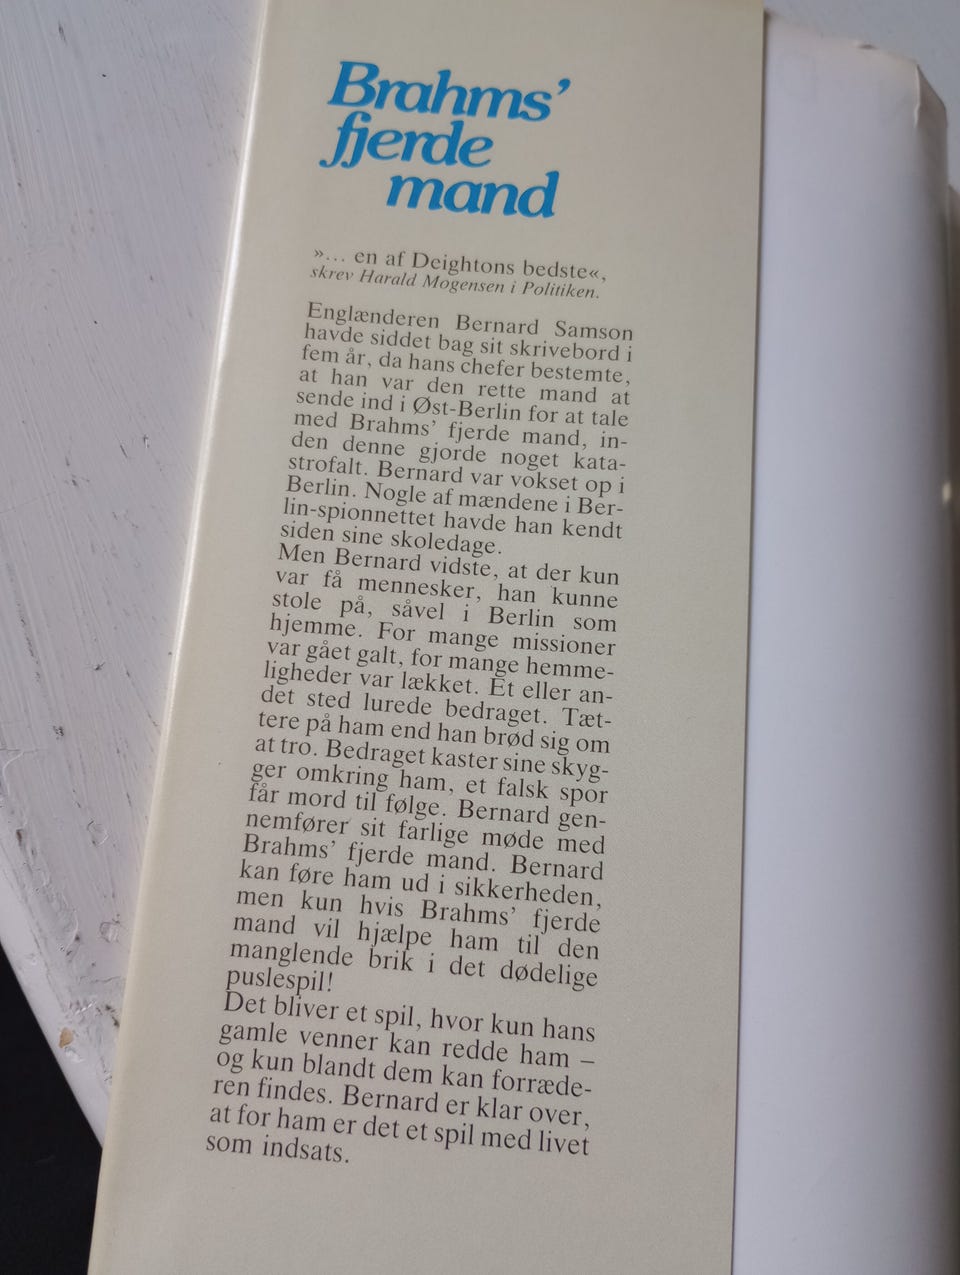 Brahms’
fjerde
mand
»... en af Deightons bedste«,
skrev Harald Mogensen i Politiken.
Englænderen Bernard Samson
havde siddet bag sit skrivebord i
fem år, da hans chefer bestemte,
at han var den rette mand at
sende ind i Øst-Berlin for at tale
med Brahms’ fjerde mand, in-
den denne gjorde noget kata-
strofalt. Bernard var vokset op i
Berlin. Nogle af mændene i Ber-
lin-spionnettet havde han kendt
siden sine skoledage.
Men Bernard vidste, at der kun
var få mennesker, han kunne
stole på, såvel i Berlin som
hjemme. For mange missioner
var gået galt, for mange hemme-
ligheder var lækket. Et eller an-
det sted lurede bedraget. Tæt-
tere på ham end han brød sig om
at tro. Bedraget kaster sine skyg-
ger omkring ham, et falsk spor
får mord til følge. Bernard gen-
nemfører sit farlige møde med
Brahms’ fjerde mand. Bernard
kan føre ham ud i sikkerheden,
men kun hvis Brahms’ fjerde
mand vil hjælpe ham til den
manglende brik i det dødelige
puslespil!
Det bliver et spil, hvor kun hans
gamle venner kan redde ham –
og kun blandt dem kan forræde-
ren findes. Bernard er klar over,
at for ham er det et spil med livet
som indsats.